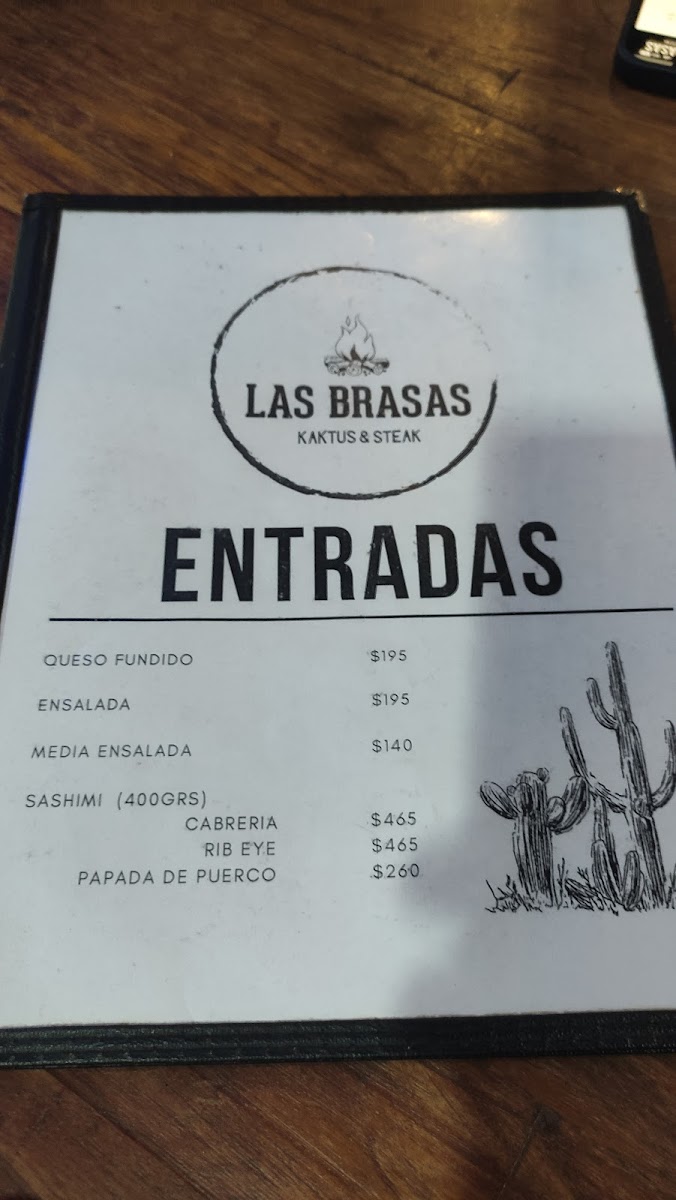 LAS BRASAS
KAKTUS & STEAK
ENTRADAS
QUESO FUNDIDO $195
ENSALADA $195
MEDIA ENSALADA $140
SASHIMI (400GRS)
CABRERIA $465
RIB EYE $465
PAPADA DE PUERCO $260